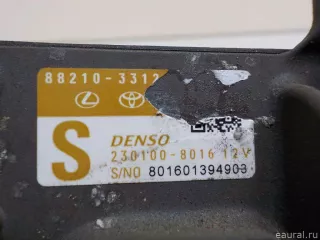 88210-3312
S
DENSO
230100-8016 12V
S/NO 801601394903
eaural.ru